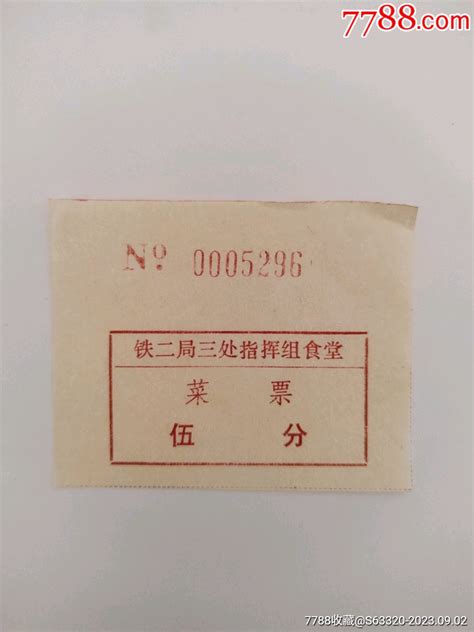 7788.com
Nº 0005296
铁二局三处指挥组食堂
菜 票
伍 分
7788收藏@S63320-2023.09.02